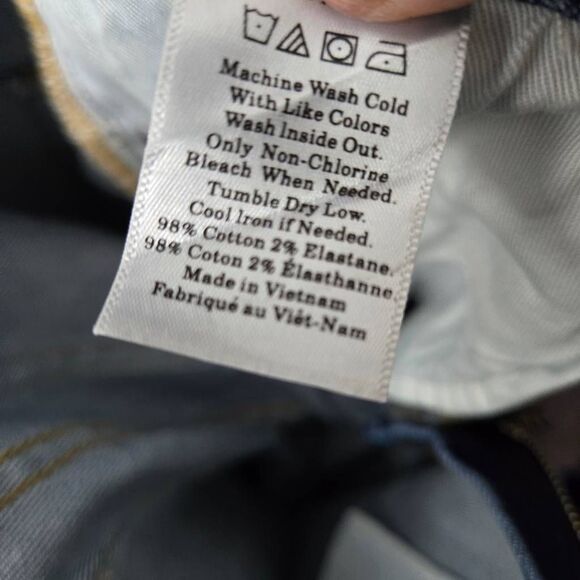 Machine Wash Cold
With Like Colors
Wash Inside Out.
Only Non-Chlorine
Bleach When Needed.
Tumble Dry Low.
Cool Iron if Needed.
98% Cotton 2% Elastane.
98% Coton 2% Élasthanne
Made in Vietnam
Fabriqué au Viêt-Nam